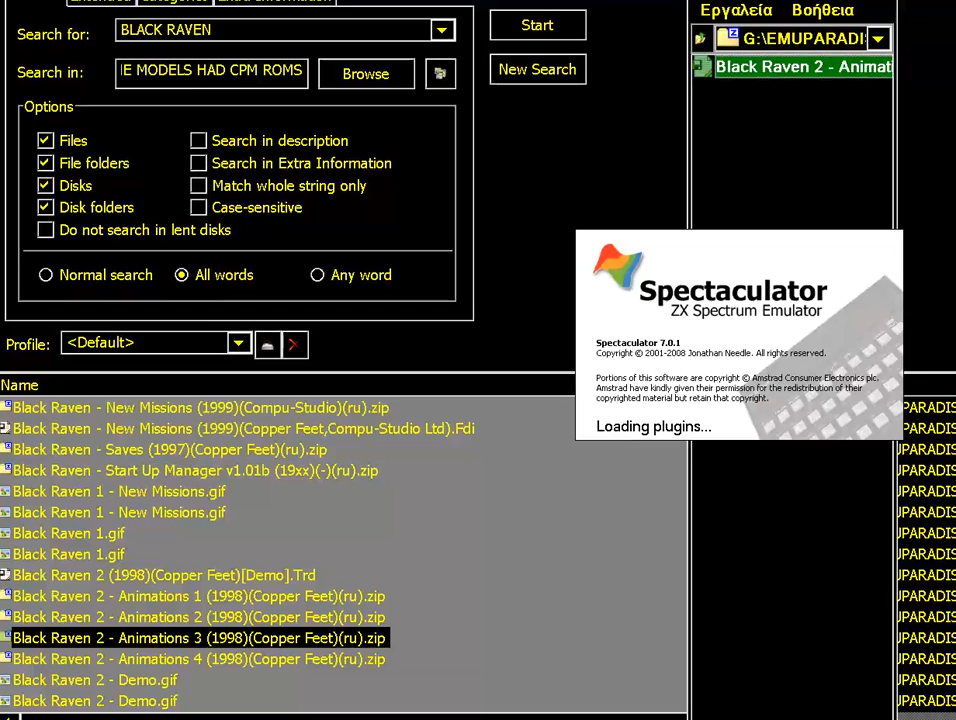 Search for:
BLACK RAVEN
Start
Search in:
IE MODELS HAD CPM ROMS
Browse
New Search
Options
Files
Search in description
File folders
Search in Extra Information
Disks
Match whole string only
Disk folders
Case-sensitive
Do not search in lent disks
Normal search
All words
Any word
Profile:
<Default>
Εργαλεία Βοήθεια
G:\EMUPARADI
Black Raven 2 - Animati
Spectaculator
ZX Spectrum Emulator
Spectaculator 7.0.1
Copyright © 2001-2008 Jonathan Needle. All rights reserved.
Portions of this software are copyright © Amstrad Consumer Electronics plc.
Amstrad have kindly given their permission for the redistribution of their
copyrighted material but retain that copyright.
Loading plugins...
Name
Black Raven - New Missions (1999)(Compu-Studio)(ru).zip
Black Raven - New Missions (1999)(Copper Feet,Compu-Studio Ltd).Fdi
Black Raven - Saves (1997)(Copper Feet)(ru).zip
Black Raven - Start Up Manager v1.01b (19xx)(-)(ru).zip
Black Raven 1 - New Missions.gif
Black Raven 1 - New Missions.gif
Black Raven 1.gif
Black Raven 1.gif
Black Raven 2 (1998)(Copper Feet)[Demo].Trd
Black Raven 2 - Animations 1 (1998)(Copper Feet)(ru).zip
Black Raven 2 - Animations 2 (1998)(Copper Feet)(ru).zip
Black Raven 2 - Animations 3 (1998)(Copper Feet)(ru).zip
Black Raven 2 - Animations 4 (1998)(Copper Feet)(ru).zip
Black Raven 2 - Demo.gif
Black Raven 2 - Demo.gif